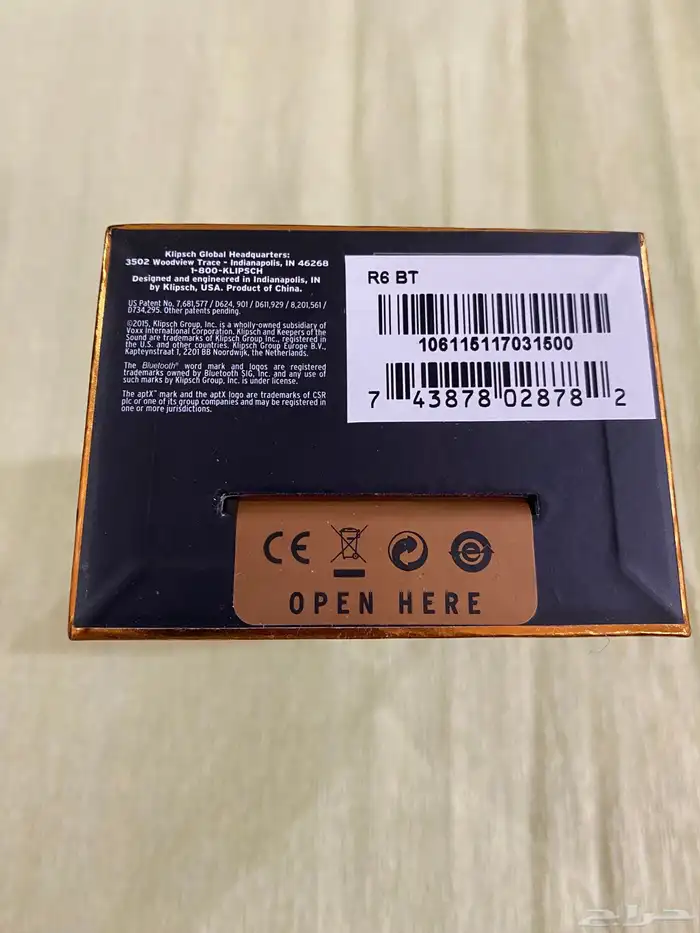 Klipsch Global Headquarters:
3502 Woodview Trace - Indianapolis, IN 46268
1-800-KLIPSCH
Designed and engineered in Indianapolis, IN
by Klipsch, USA. Product of China.
US Patent No. 7,681,577 / D624, 901 / D611,929 / 8,201,561 /
D734,295. Other patents pending.
©2015, Klipsch Group, Inc. is a wholly-owned subsidiary of
Voxx International Corporation. Klipsch and Keepers of the
Sound are trademarks of Klipsch Group, Inc., registered in
the U.S. and other countries. Klipsch Group Europe B.V.,
Kapteynstraat 1, 2201 BB Noordwijk, the Netherlands.
The Bluetooth® word mark and logos are registered
trademarks owned by Bluetooth SIG, Inc. and any use of
such marks by Klipsch Group, Inc. is under license.
The aptX™ mark and the aptX logo are trademarks of CSR
plc or one of its group companies and may be registered in
one or more jurisdictions.
R6 BT
106115117031500
7 43878 02878 2
CE
e
OPEN HERE
حراج